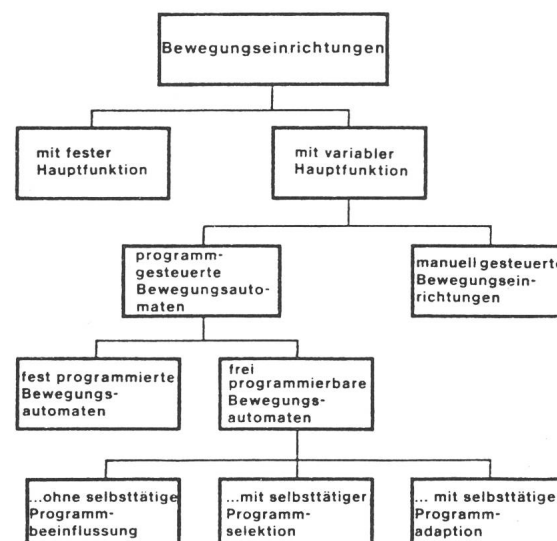 Bewegungseinrichtungen
mit fester
Hauptfunktion
mit variabler
Hauptfunktion
programm-
gesteuerte
Bewegungsauto-
maten
manuell gesteuerte
Bewegungsein-
richtungen
fest programmierte
Bewegungs-
automaten
frei
programmierbare
Bewegungs-
automaten
...ohne selbsttätige
Programm-
beeinflussung
...mit selbsttätiger
Programm-
selektion
... mit selbsttätige
Programm-
adaption